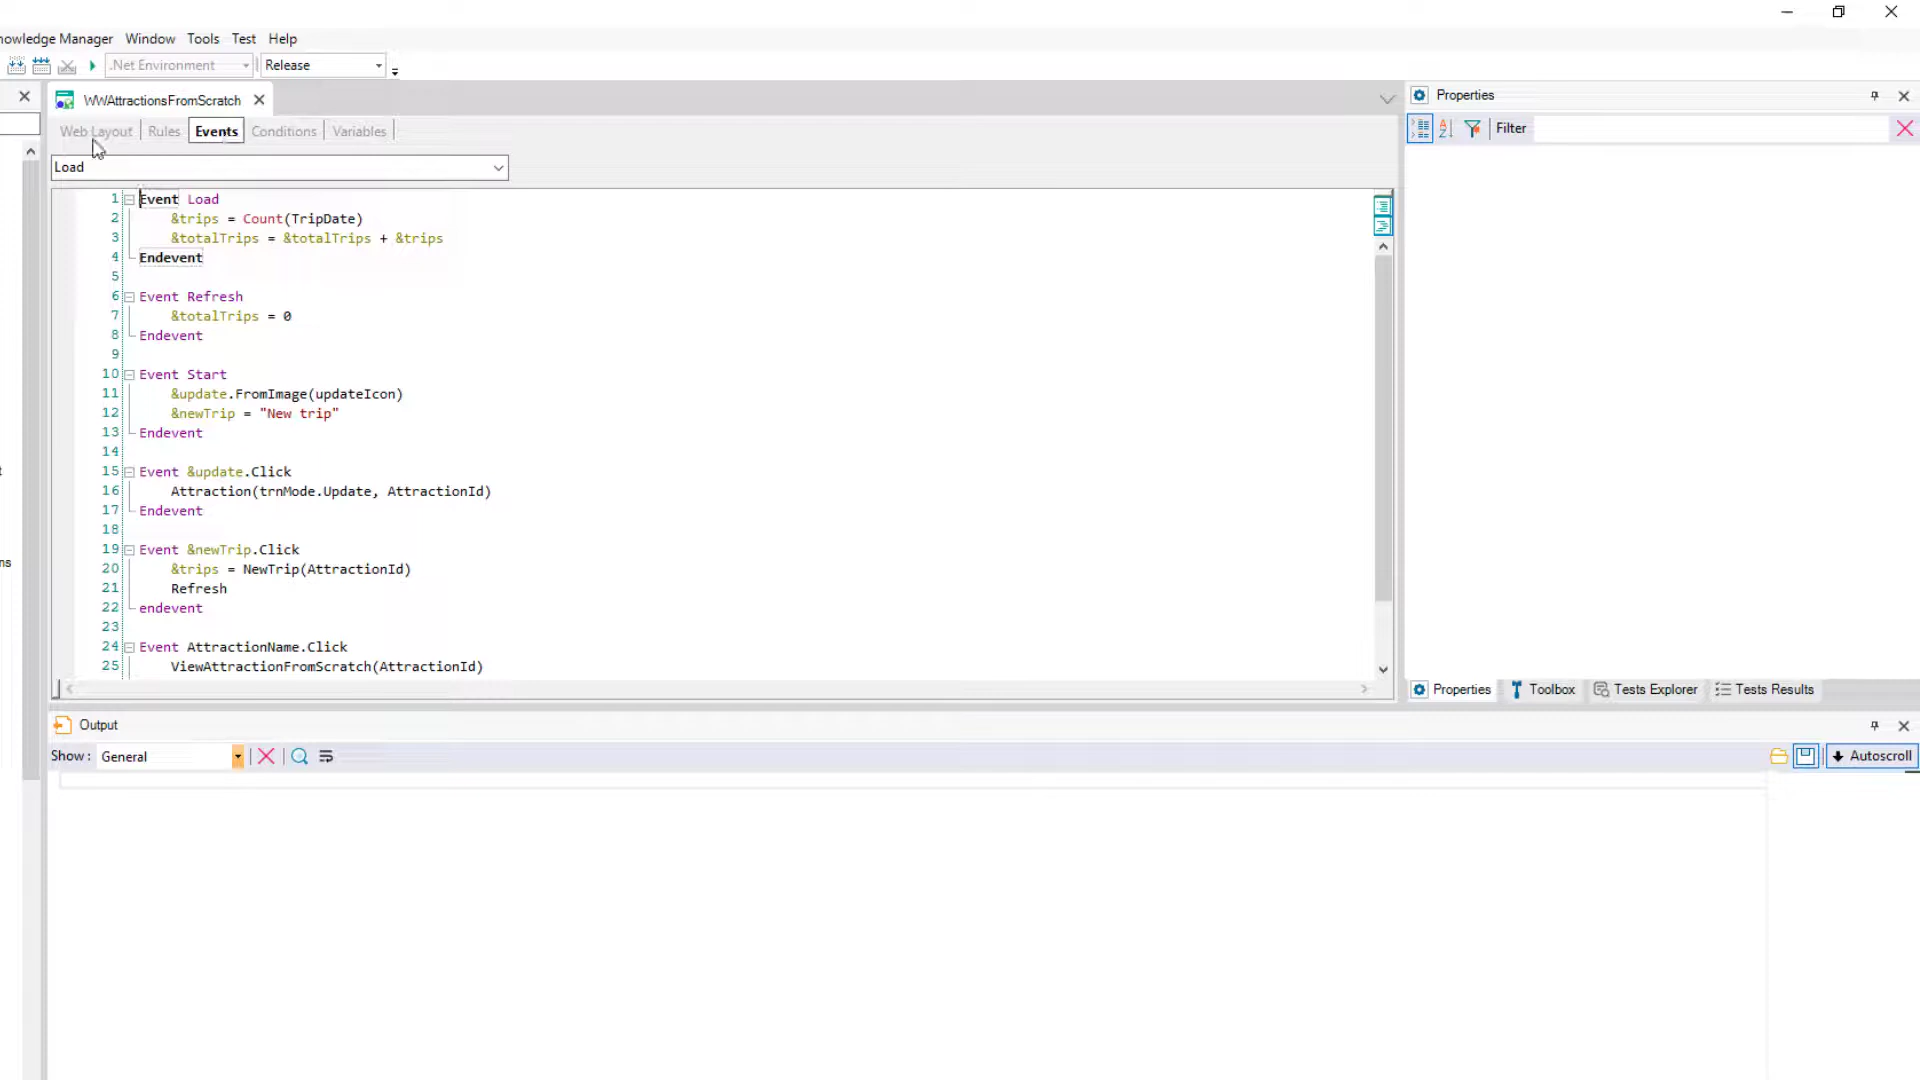 nowledge Manager Window Tools Test Help
.Net Environment Release
WWAttractionsFromScratch
Properties
Web Layout Rules Events Conditions Variables
Filter
Load
1 Event Load
2 &trips = Count(TripDate)
3 &totalTrips = &totalTrips + &trips
4 Endevent
5
6 Event Refresh
7 &totalTrips = 0
8 Endevent
9
10 Event Start
11 &update.FromImage(updateIcon)
12 &newTrip = "New trip"
13 Endevent
14
15 Event &update.Click
16 Attraction(trnMode.Update, AttractionId)
17 Endevent
18
19 Event &newTrip.Click
20 &trips = NewTrip(AttractionId)
21 Refresh
22 endevent
23
24 Event AttractionName.Click
25 ViewAttractionFromScratch(AttractionId)
t
ns
Properties Toolbox Tests Explorer Tests Results
Output
Show: General
Autoscroll